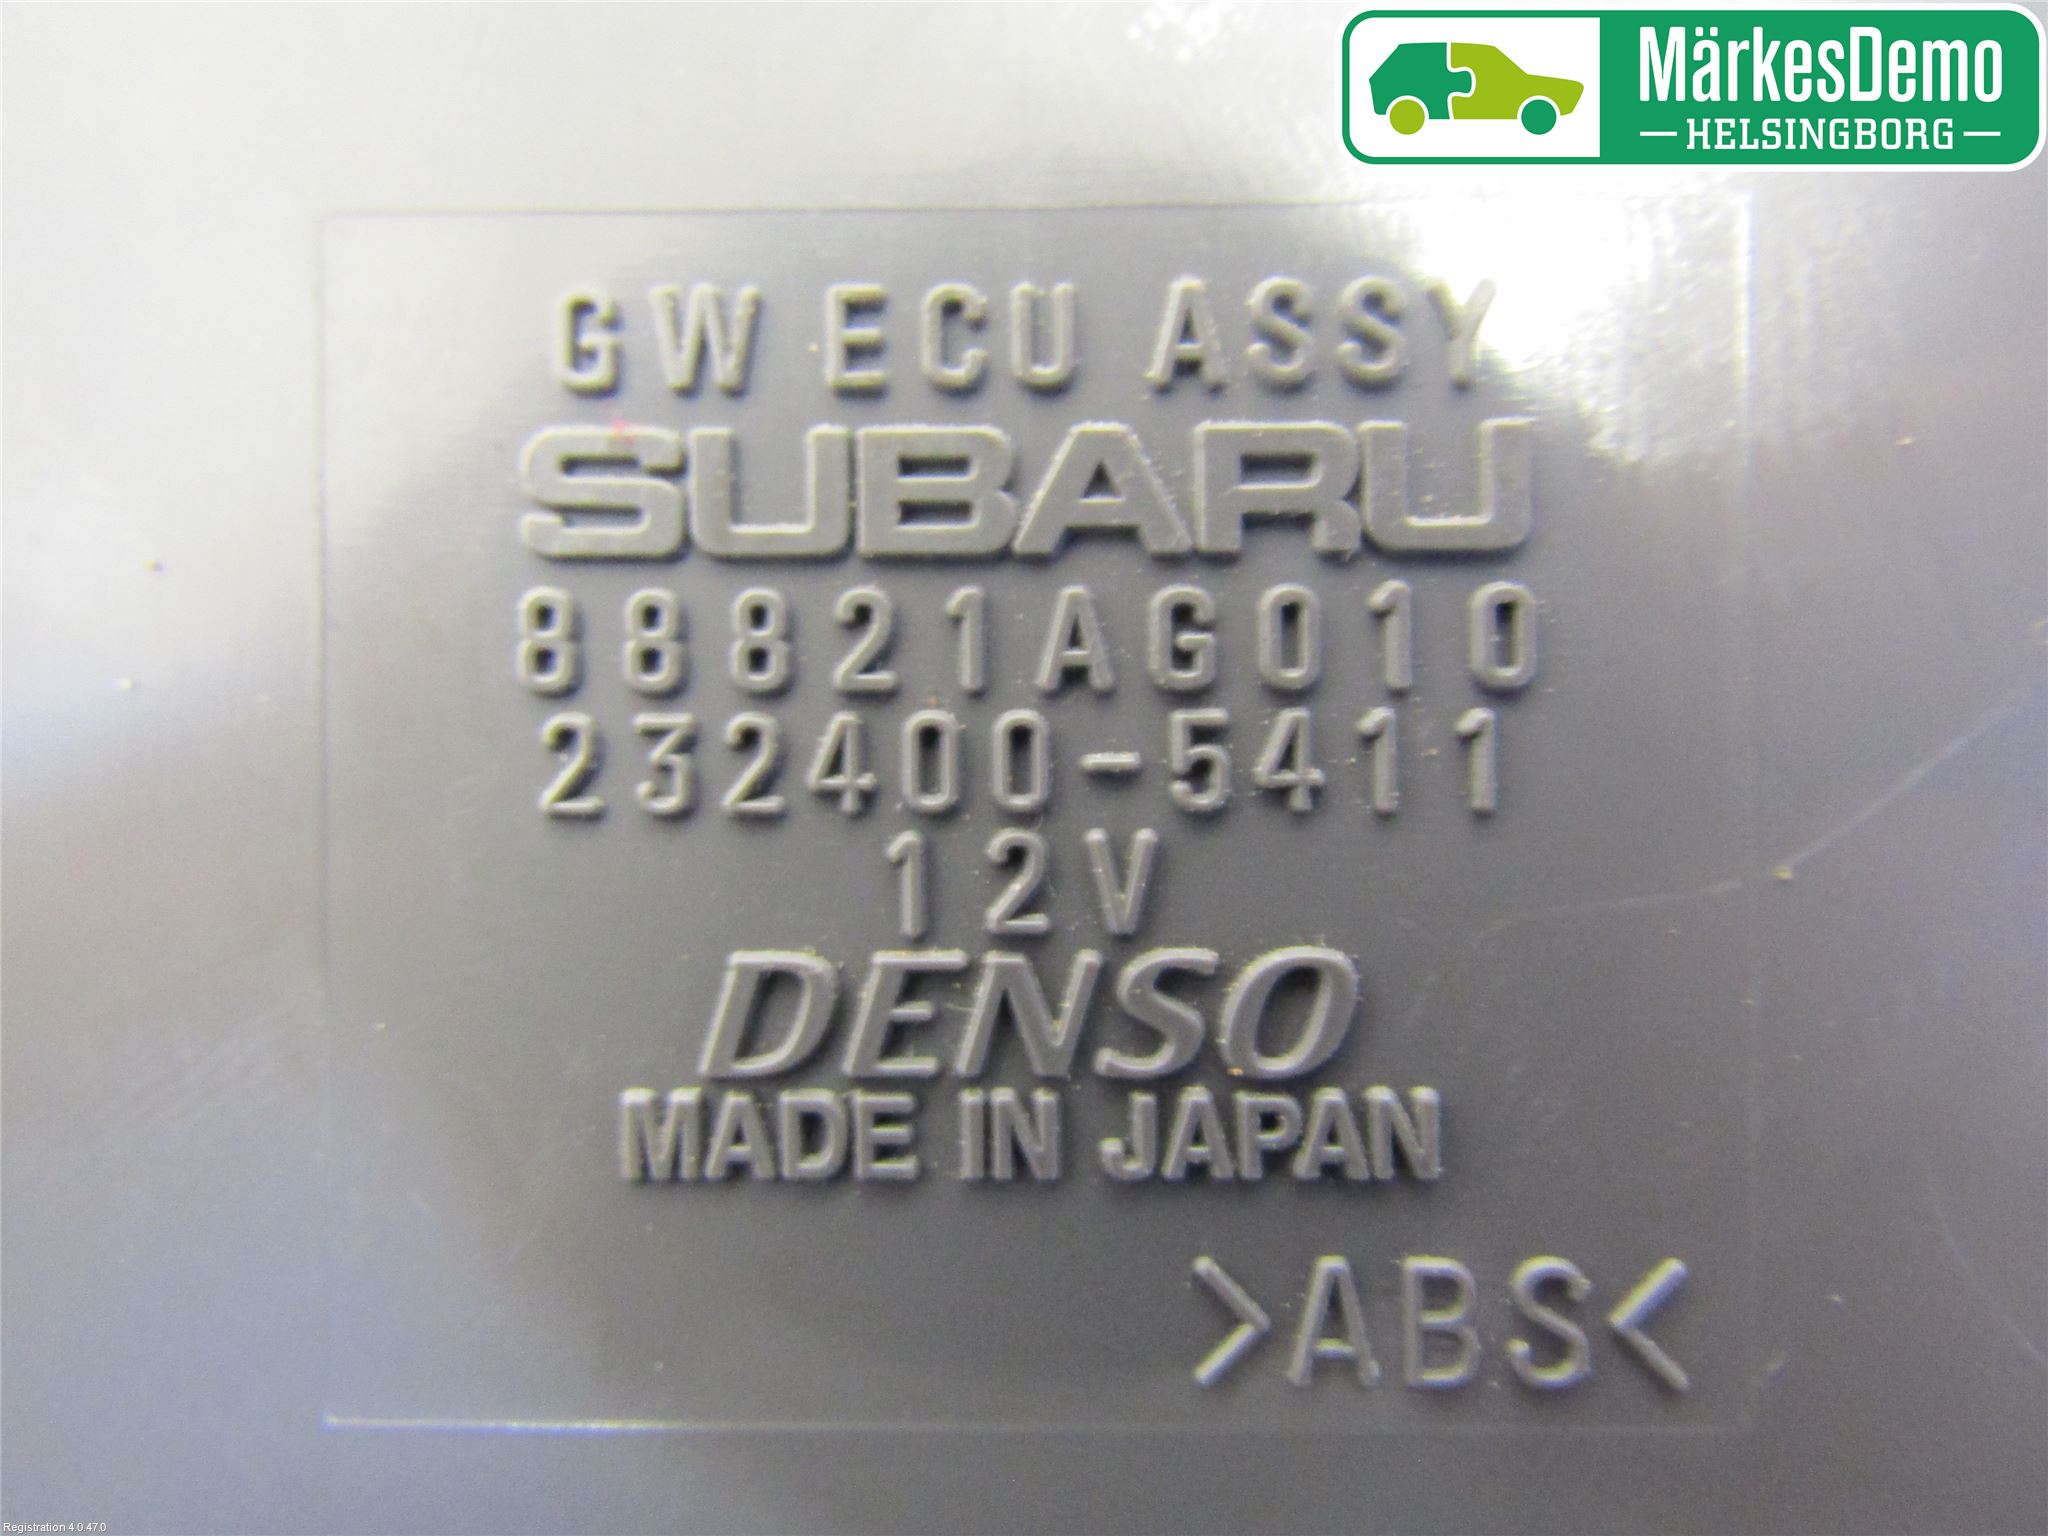 MärkesDemo
HELSINGBORG
GW ECU ASSY
SUBARU
88821AG010
232400-5411
12V
DENSO
MADE IN JAPAN
>ABS<
Registration 4.0.47.0